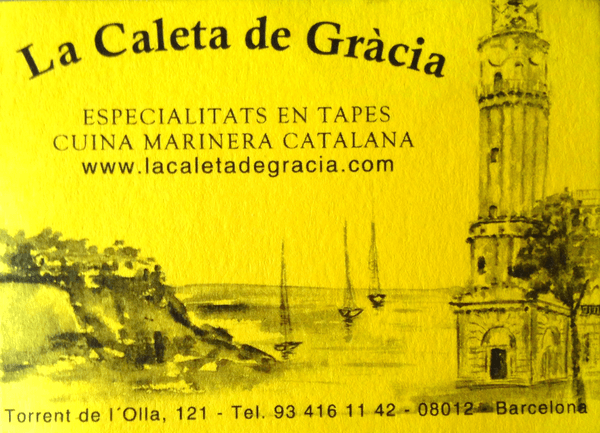 La Caleta de Gràcia
ESPECIALITATS EN TAPES
CUINA MARINERA CATALANA
www.lacaletadegracia.com
Torrent de l´Olla, 121 - Tel. 93 416 11 42 - 08012 - Barcelona